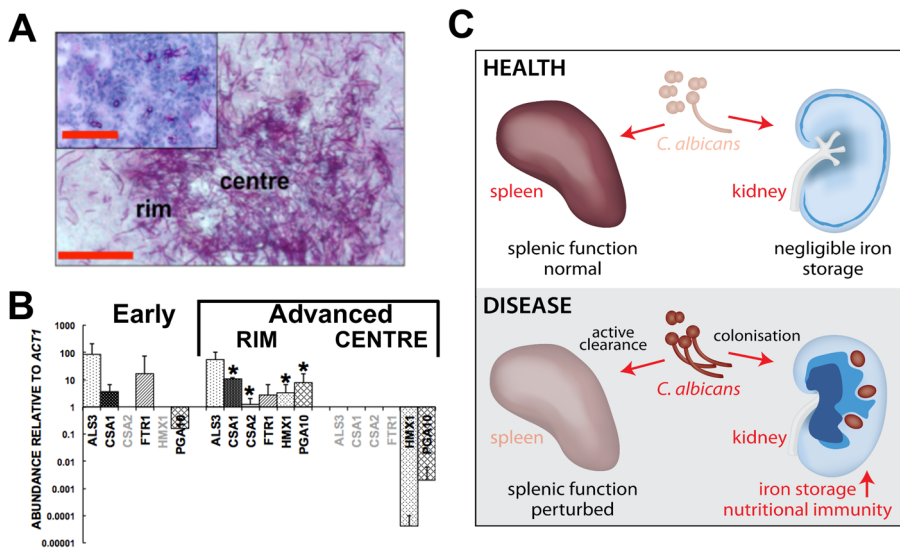 A
centre
rim
B
Early
Advanced
RIM
CENTRE
ABUNDANCE RELATIVE TO ACT1
1000
100
10
1
0.1
0.01
0.001
0.0001
0.00001
ALS3
CSA1
CSA2
FTR1
HMX1
PGA10
*
*
*
*
ALS3
CSA1
CSA2
FTR1
HMX1
PGA10
ALS3
CSA1
CSA2
FTR1
HMX1
PGA10
C
HEALTH
C. albicans
spleen
kidney
splenic function
normal
negligible iron
storage
DISEASE
active
clearance
colonisation
C. albicans
spleen
kidney
splenic function
perturbed
iron storage
nutritional immunity